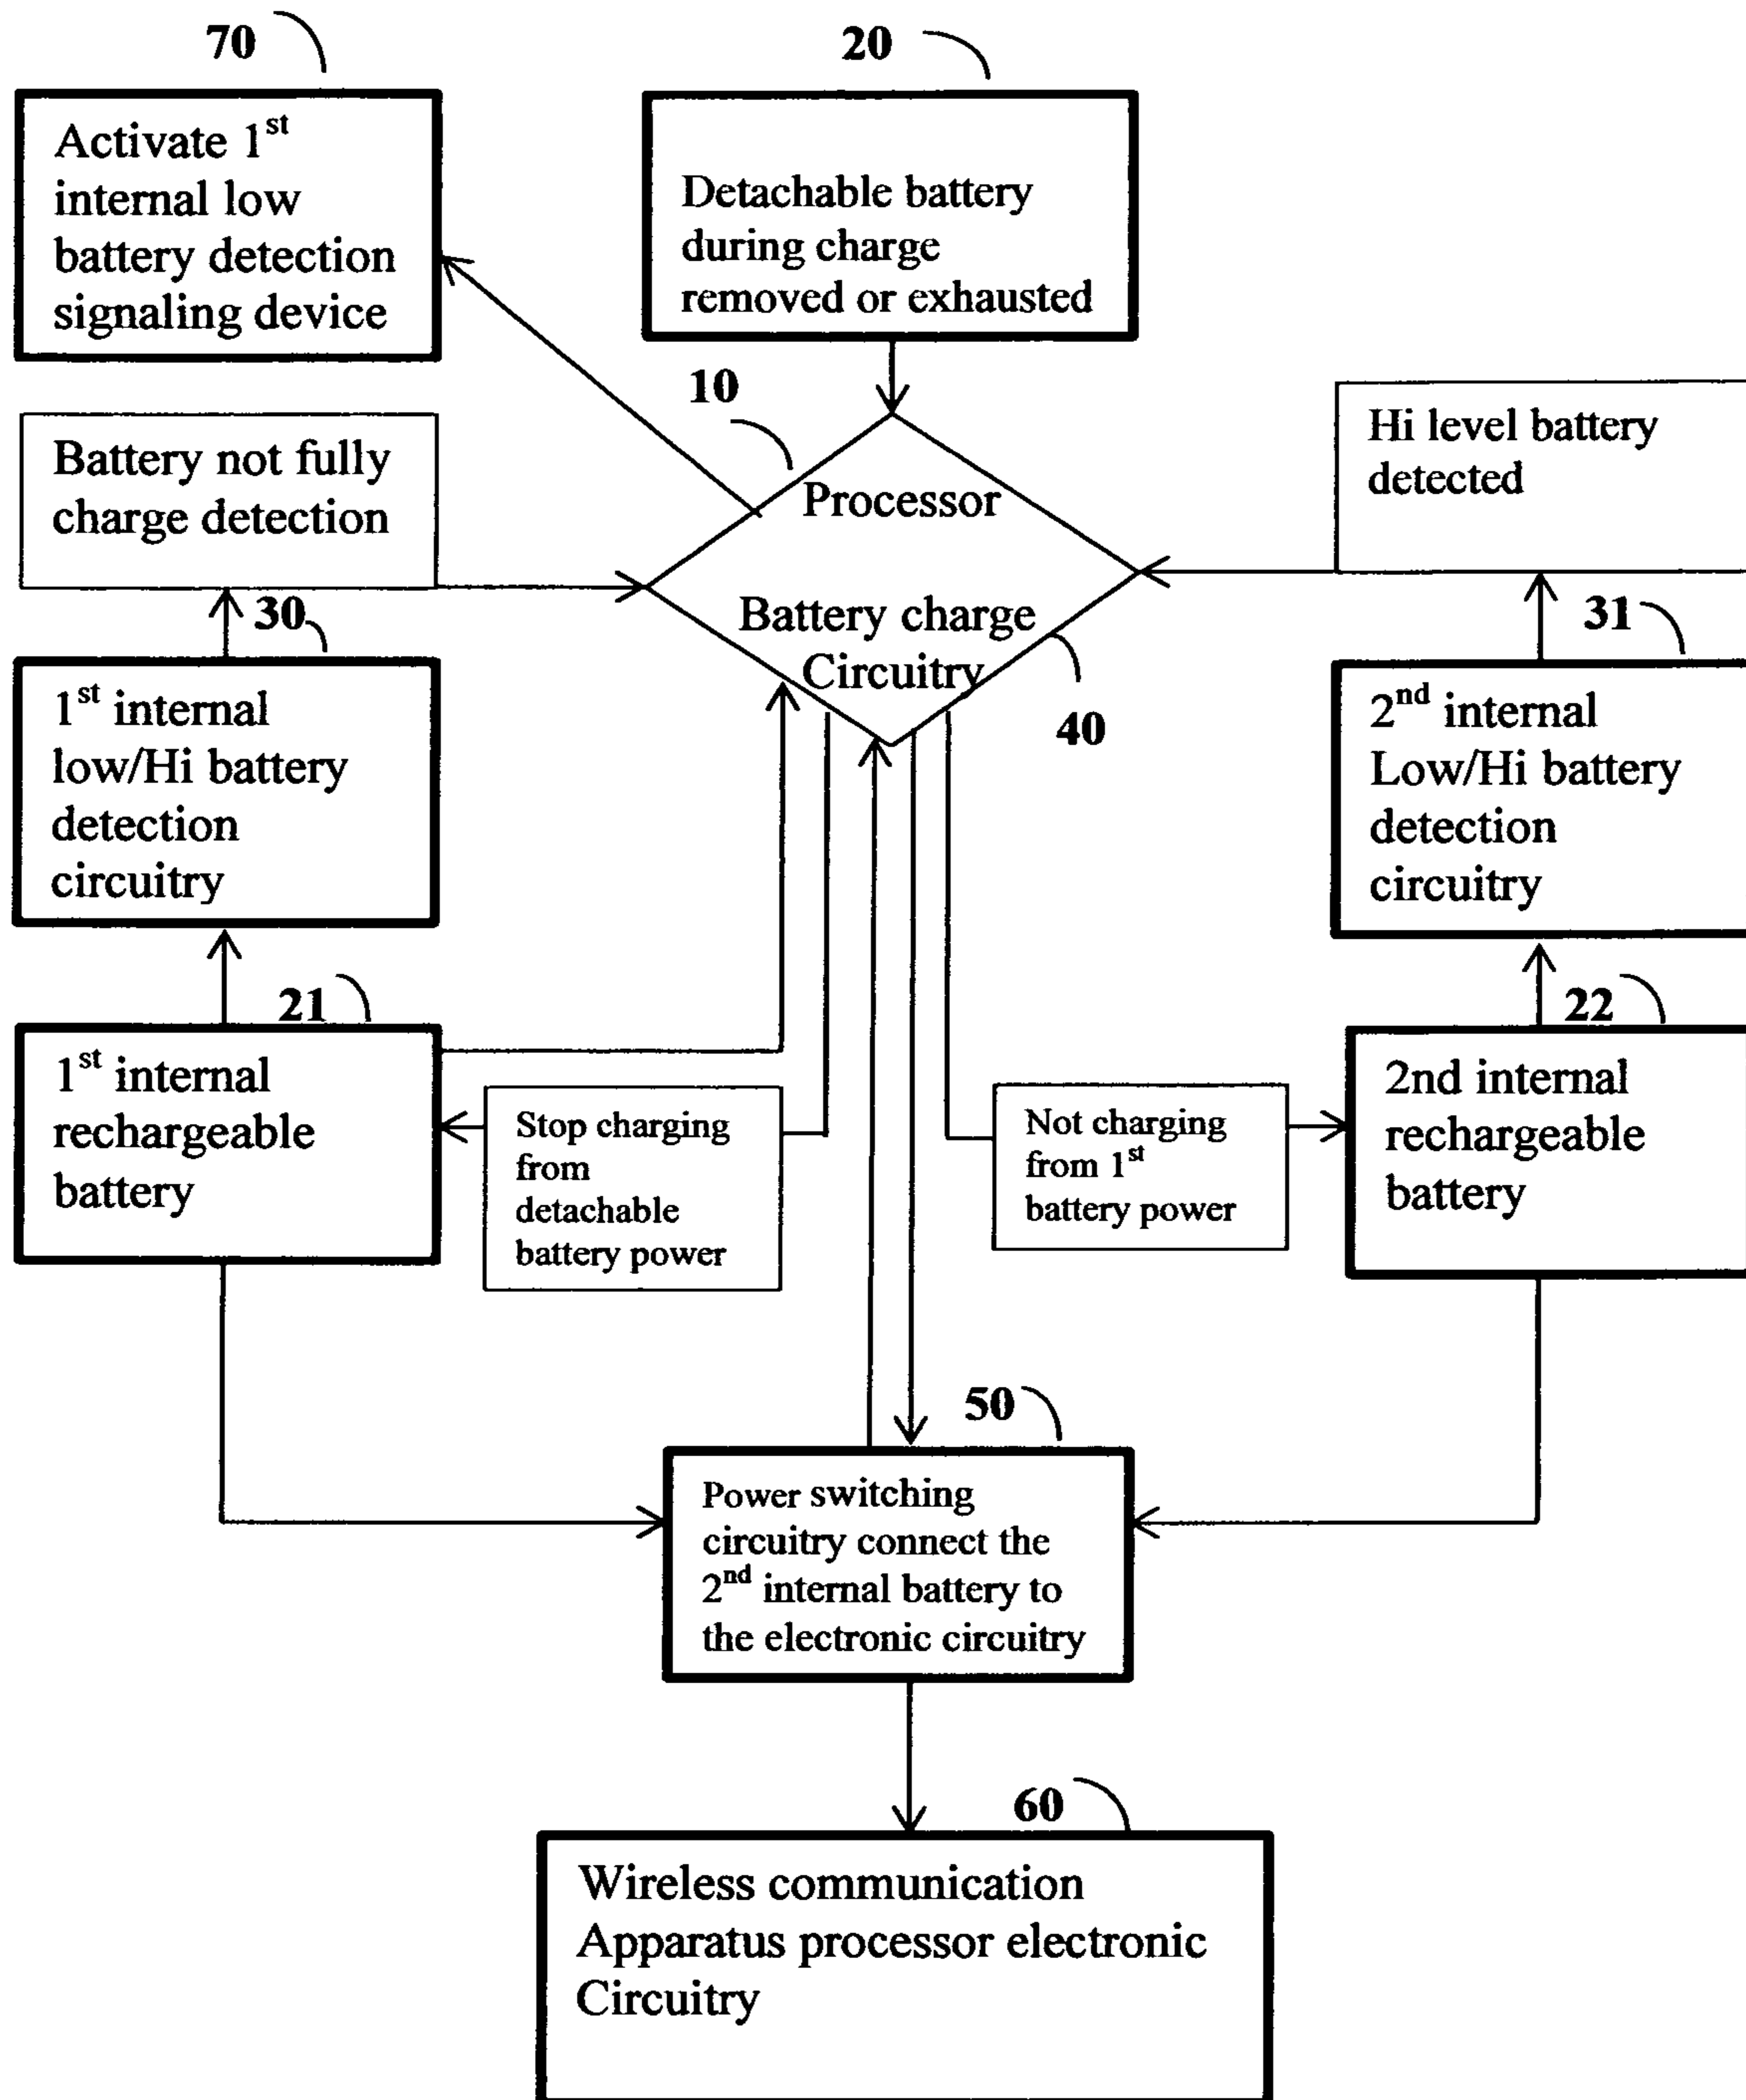 70
20
Activate 1st
internal low
battery detection
signaling device
Detachable battery
during charge
removed or exhausted
10
Battery not fully
charge detection
Processor
Hi level battery
detected
30
Battery charge
Circuitry
31
40
1st internal
low/Hi battery
detection
circuitry
2nd internal
Low/Hi battery
detection
circuitry
21
22
1st internal
rechargeable
battery
Stop charging
from
detachable
battery power
Not charging
from 1st
battery power
2nd internal
rechargeable
battery
50
Power switching
circuitry connect the
2nd internal battery to
the electronic circuitry
60
Wireless communication
Apparatus processor electronic
Circuitry